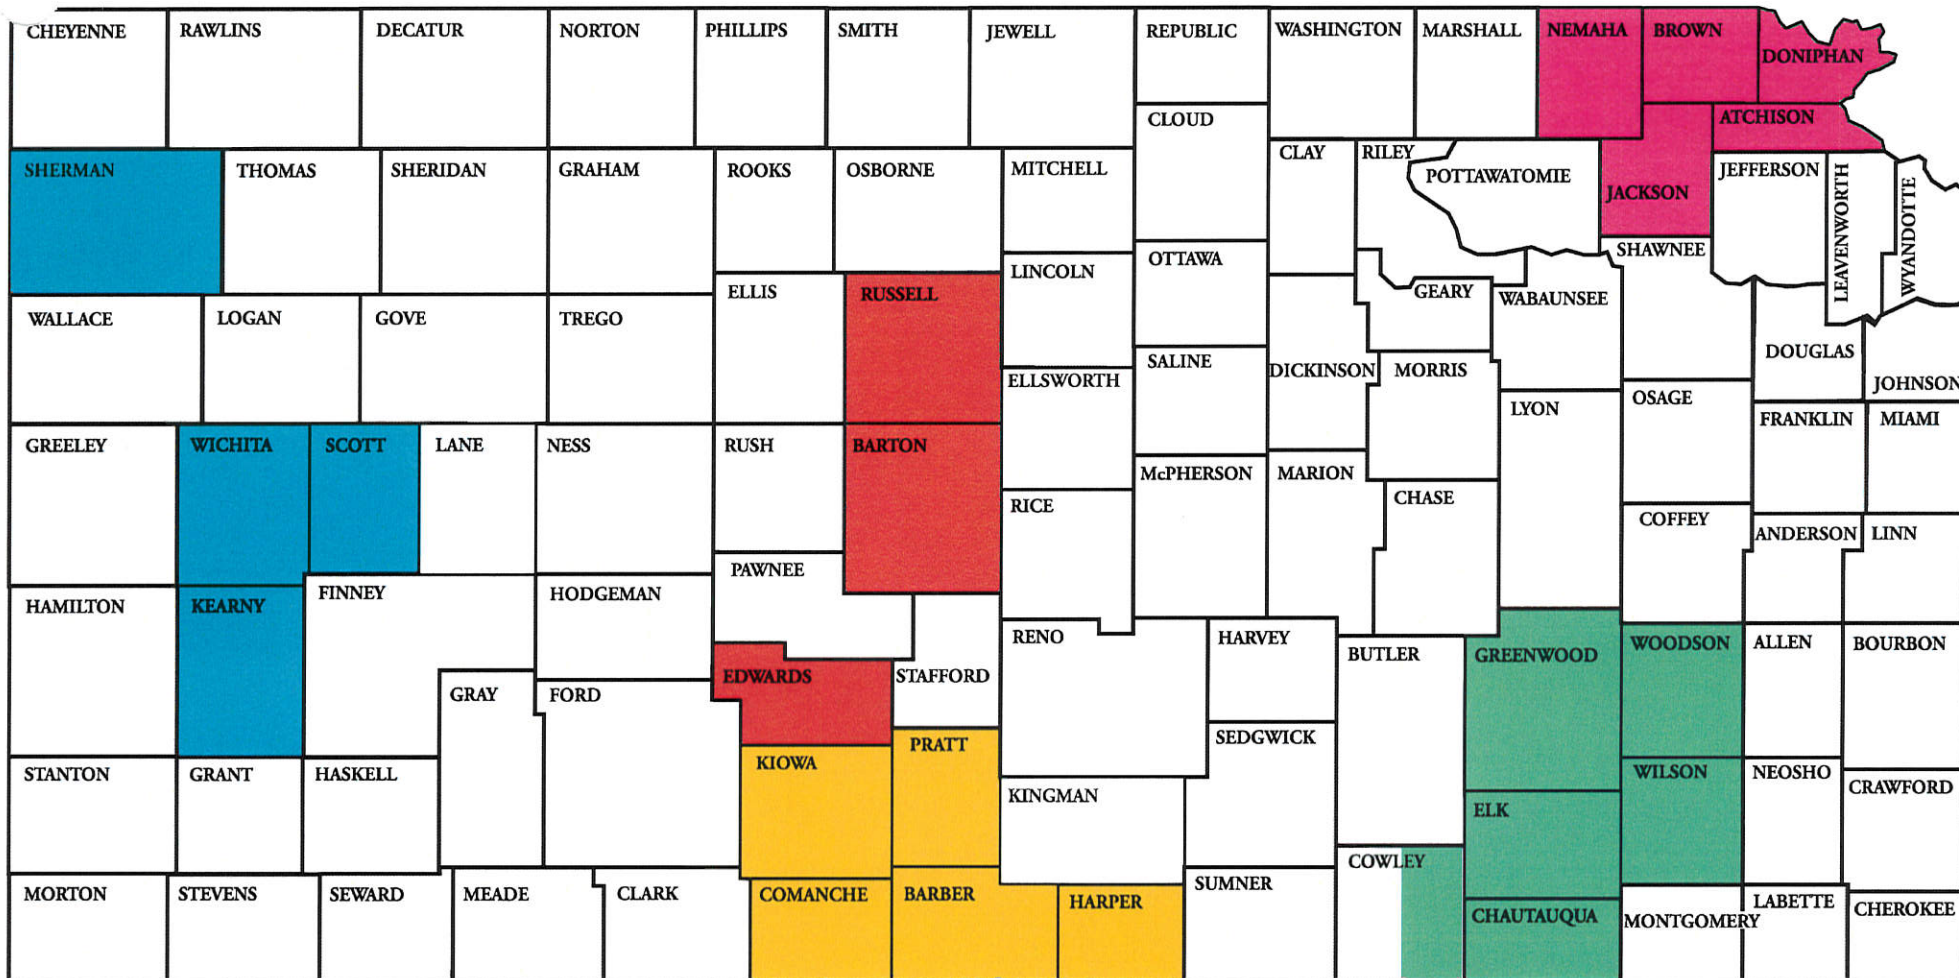 CHEYENNE
RAWLINS
DECATUR
NORTON
PHILLIPS
SMITH
JEWELL
REPUBLIC
WASHINGTON
MARSHALL
NEMAHA
BROWN
DONIPHAN
CLOUD
ATCHISON
SHERMAN
THOMAS
SHERIDAN
GRAHAM
ROOKS
OSBORNE
MITCHELL
CLAY
RILEY
POTTAWATOMIE
JACKSON
JEFFERSON
LEAVENWORTH
WYANDOTTE
LINCOLN
OTTAWA
SHAWNEE
WALLACE
LOGAN
GOVE
TREGO
ELLIS
RUSSELL
GEARY
WABAUNSEE
ELLSWORTH
SALINE
DICKINSON
MORRIS
DOUGLAS
JOHNSON
LYON
OSAGE
FRANKLIN
MIAMI
GREELEY
WICHITA
SCOTT
LANE
NESS
RUSH
BARTON
RICE
McPHERSON
MARION
CHASE
COFFEY
ANDERSON
LINN
HAMILTON
KEARNY
FINNEY
HODGEMAN
PAWNEE
EDWARDS
STAFFORD
RENO
HARVEY
BUTLER
GREENWOOD
WOODSON
ALLEN
BOURBON
GRAY
FORD
STANTON
GRANT
HASKELL
KIOWA
PRATT
KINGMAN
SEDGWICK
ELK
WILSON
NEOSHO
CRAWFORD
MORTON
STEVENS
SEWARD
MEADE
CLARK
COMANCHE
BARBER
HARPER
SUMNER
COWLEY
CHAUTAUQUA
MONTGOMERY
LABETTE
CHEROKEE